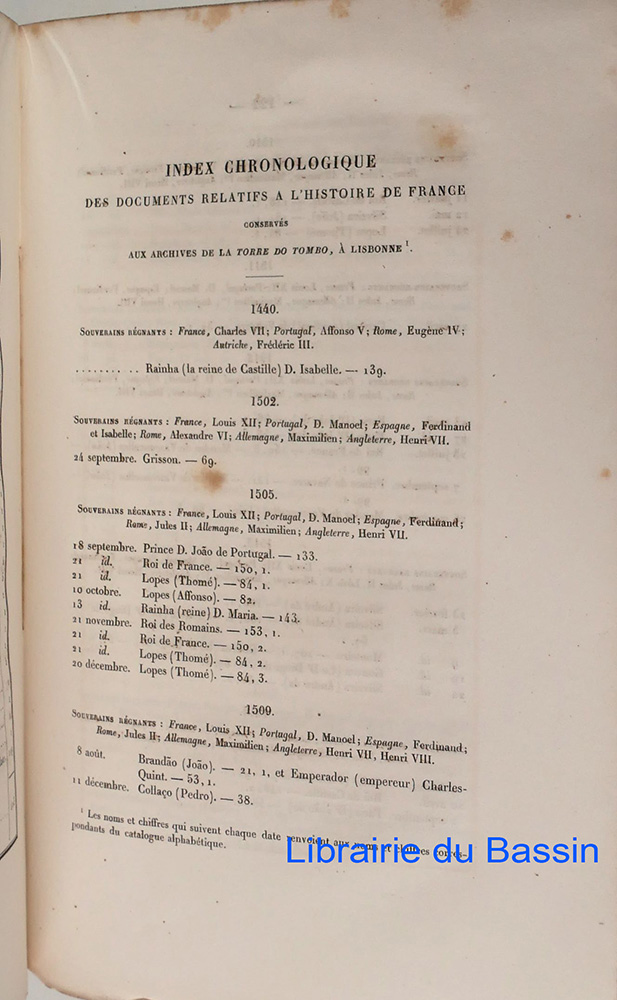 INDEX CHRONOLOGIQUE
DES DOCUMENTS RELATIFS A L'HISTOIRE DE FRANCE
CONSERVÉS
AUX ARCHIVES DE LA TORRE DO TOMBO, À LISBONNE 1.
1440.
SOUVERAINS RÉGNANTS : France, Charles VII; Portugal, Affonso V; Rome, Eugène IV;
Autriche, Frédéric III.
.......... Rainha (la reine de Castille) D. Isabelle. — 139.
1502.
SOUVERAINS RÉGNANTS : France, Louis XII; Portugal, D. Manoel; Espagne, Ferdinand
et Isabelle; Rome, Alexandre VI; Allemagne, Maximilien; Angleterre, Henri VII.
24 septembre. Grisson. — 69.
1505.
SOUVERAINS RÉGNANTS : France, Louis XII; Portugal, D. Manoel; Espagne, Ferdinand;
Rome, Jules II; Allemagne, Maximilien; Angleterre, Henri VII.
18 septembre. Prince D. João de Portugal. — 133.
21 id. Roi de France. — 150, 1.
21 id. Lopes (Thomé). — 84, 1.
10 octobre. Lopes (Affonso). — 82.
13 id. Rainha (reine) D. Maria. — 143.
21 novembre. Roi des Romains. — 153, 1.
21 id. Roi de France. — 150, 2.
21 id. Lopes (Thomé). — 84, 2.
20 décembre. Lopes (Thomé). — 84, 3.
1509.
SOUVERAINS RÉGNANTS : France, Louis XII; Portugal, D. Manoel; Espagne, Ferdinand;
Rome, Jules II; Allemagne, Maximilien; Angleterre, Henri VII, Henri VIII.
8 août. Brandão (João). — 21, 1, et Emperador (empereur) Charles-
Quint. — 53, 1.
11 décembre. Collaço (Pedro). — 38.
1 Les noms et chiffres qui suivent chaque date renvoient aux noms et chiffres corres-
pondants du catalogue alphabétique.
Librairie du Bassin